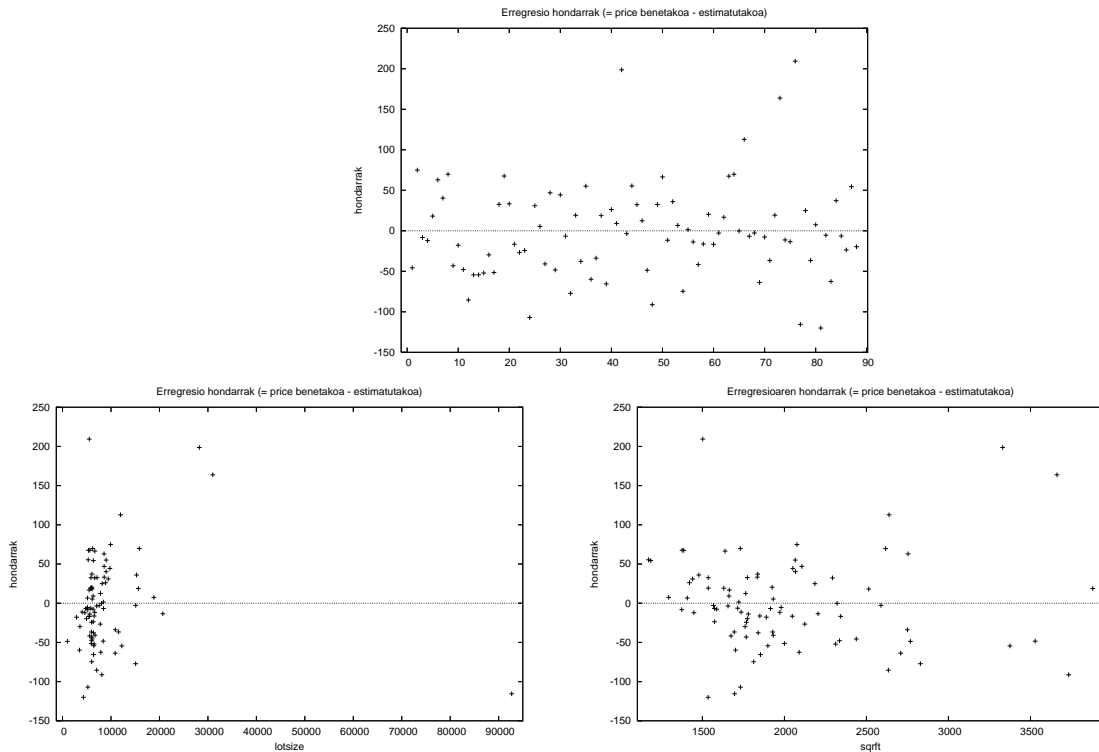 Erregresio hondarrak (= price benetakoa - estimatutakoa)
250
200
150
100
50
0
-50
-100
-150
hondarrak
0 10 20 30 40 50 60 70 80 90
Erregresio hondarrak (= price benetakoa - estimatutakoa)
250
200
150
100
50
0
-50
-100
-150
hondarrak
0 10000 20000 30000 40000 50000 60000 70000 80000 90000
lotsize
Erregresioaren hondarrak (= price benetakoa - estimatutakoa)
250
200
150
100
50
0
-50
-100
-150
hondarrak
1500 2000 2500 3000 3500
sqrft